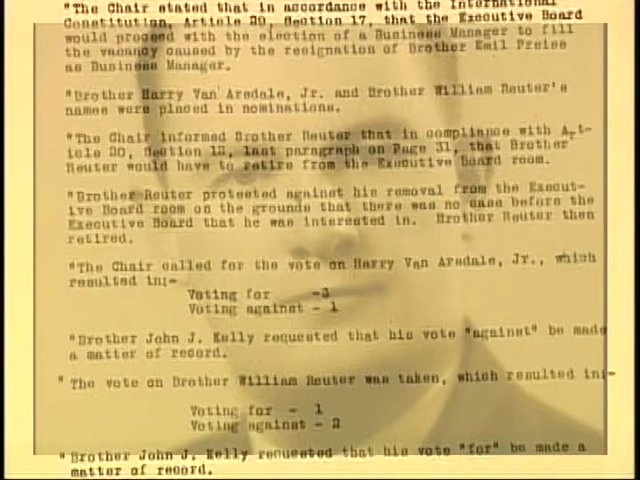 "The Chair stated that in accordance with the International
Constitution, Article 20, Section 17, that the Executive Board
would proceed with the election of a Business Manager to fill
the vacancy caused by the resignation of Brother Emil Preiss
as Business Manager.
"Brother Harry Van Arsdale, Jr. and Brother William Reuter's
names were placed in nominations.
"The Chair informed Brother Reuter that in compliance with Art-
icle 20, Section 12, last paragraph on Page 31, that Brother
Reuter would have to retire from the Executive Board room.
"Brother Reuter protested against his removal from the Execut-
ive Board room on the grounds that there was no case before the
Executive Board that he was interested in. Brother Reuter then
retired.
"The Chair called for the vote on Harry Van Arsdale, Jr., which
resulted in:-
Voting for -3
Voting against - 1
"Brother John J. Kelly requested that his vote "against" be made
a matter of record.
"The vote on Brother William Reuter was taken, which resulted in:-
Voting for - 1
Voting against -
"Brother John J. Kelly requested that his vote "for" be made a
matter of record.